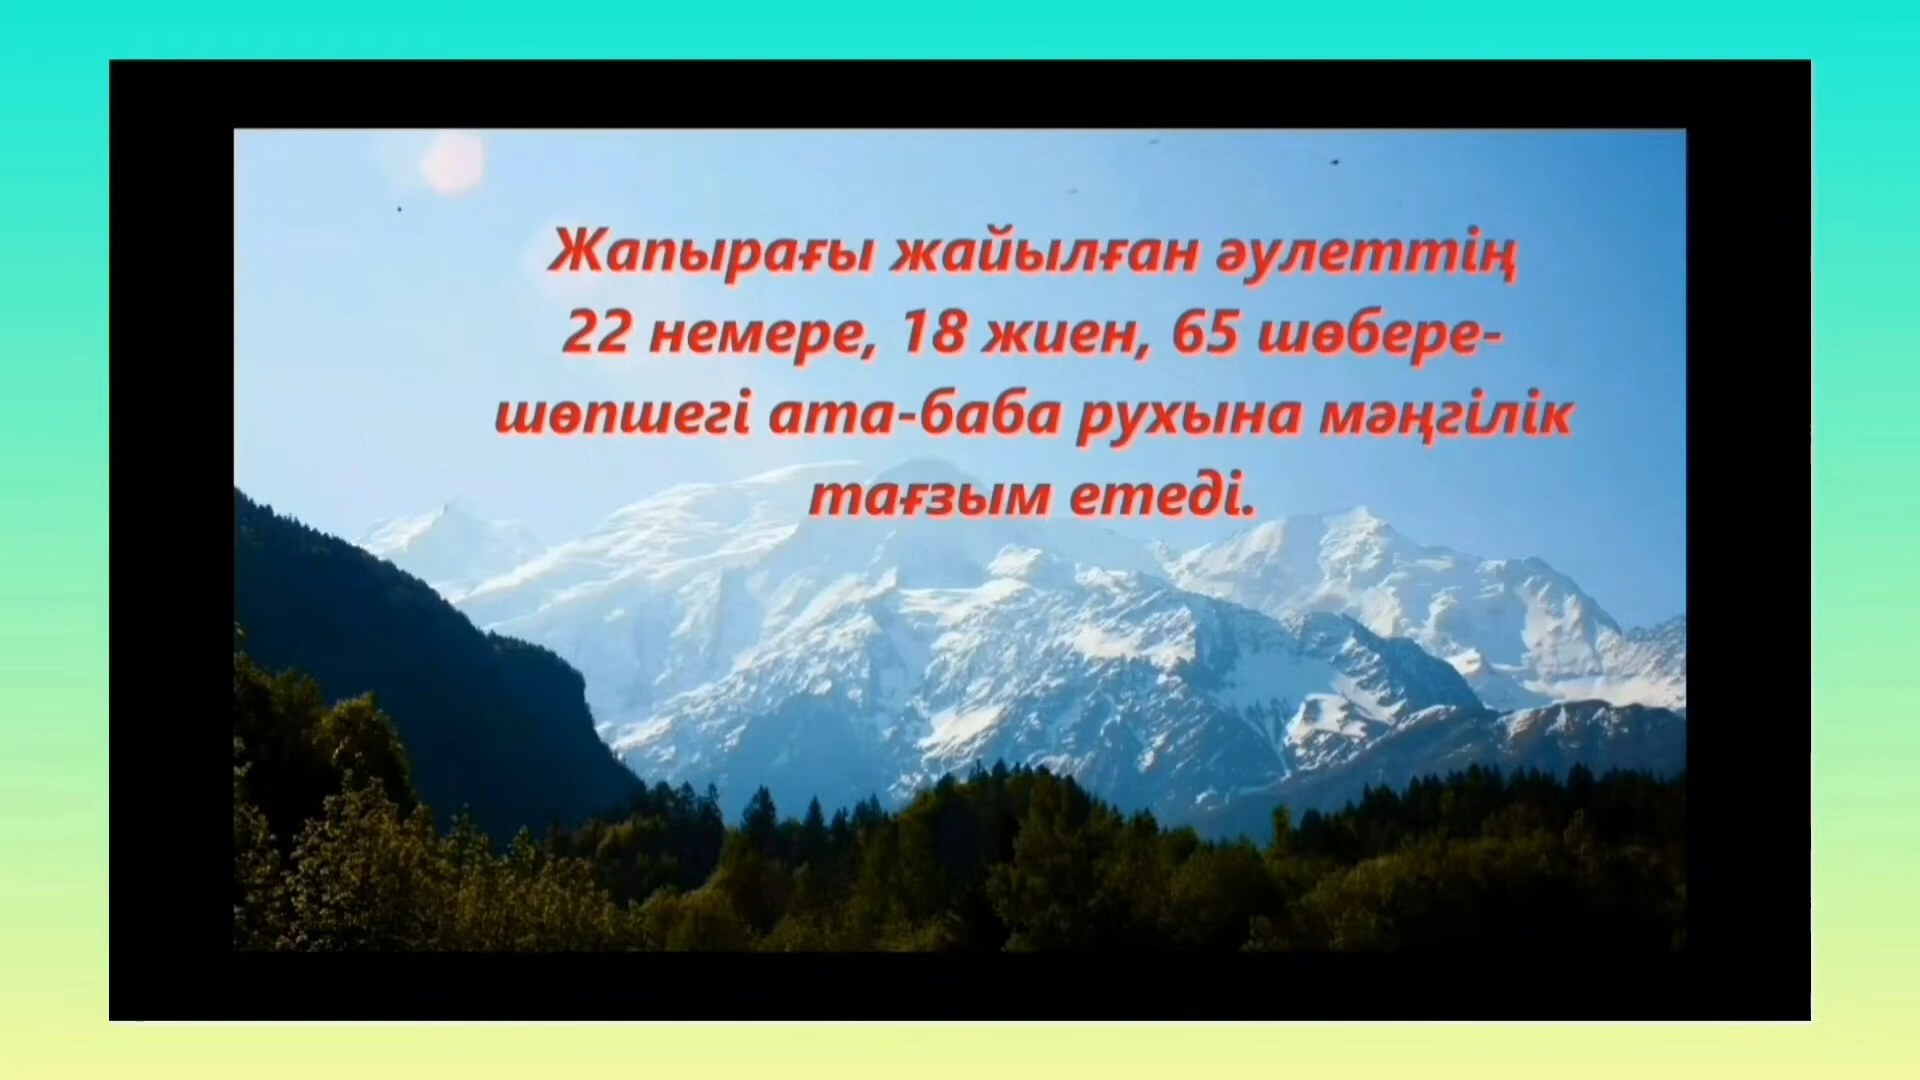 Жапырағы жайылған әулеттің
22 немере, 18 жиен, 65 шөбере-
шөпшегі ата-баба рухына мәңгілік
тағзым етеді.